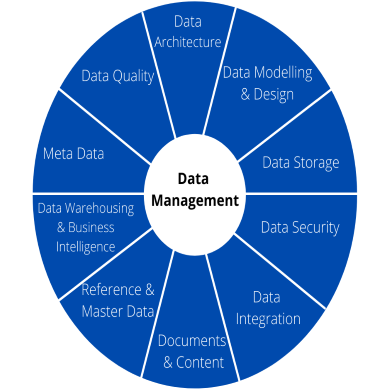 Data
Architecture
Data Modelling
& Design
Data Storage
Data Security
Data
Integration
Documents
& Content
Reference &
Master Data
Data Warehousing
& Business
Intelligence
Meta Data
Data Quality
Data
Management